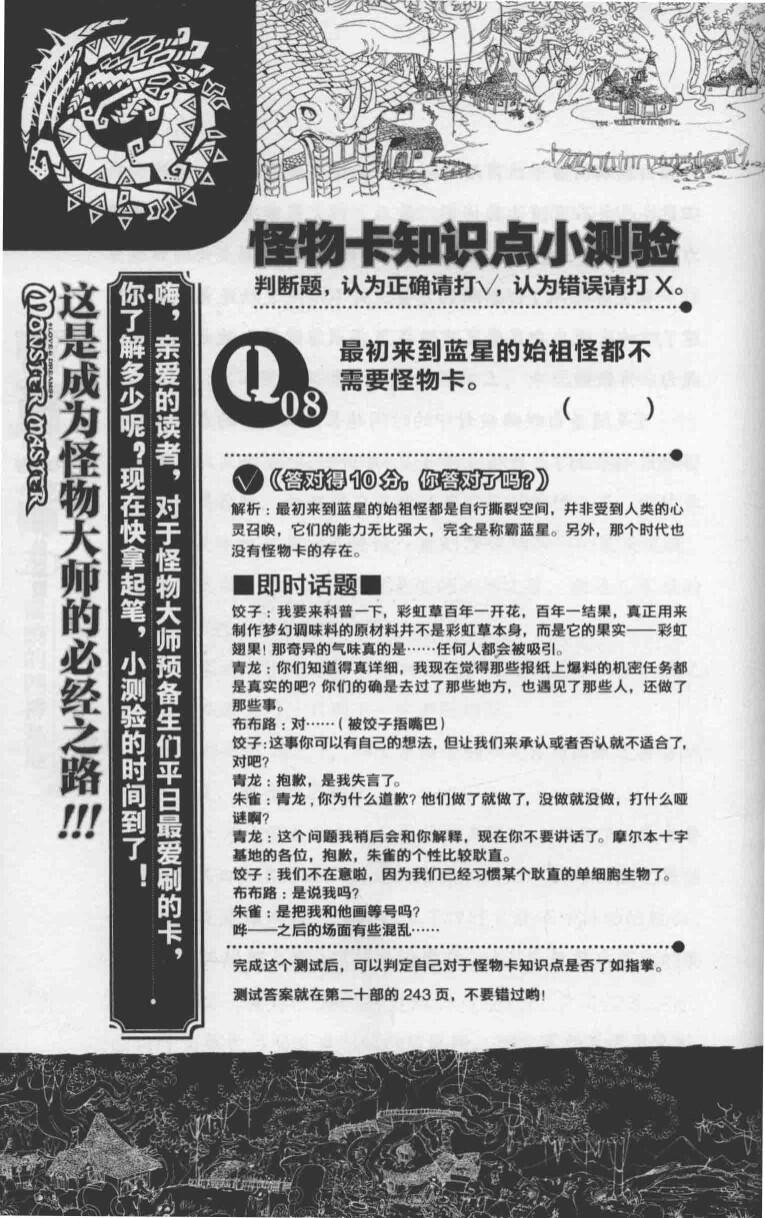 怪物卡知识点小测验
判断题，认为正确请打√，认为错误请打X。
Q08
最初来到蓝星的始祖怪都不
需要怪物卡。
（　　）
√（答对得10分，你答对了吗？）
解析：最初来到蓝星的始祖怪都是自行撕裂空间，并非受到人类的心
灵召唤，它们的能力无比强大，完全是称霸蓝星。另外，那个时代也
没有怪物卡的存在。
■即时话题■
饺子：我要来科普一下，彩虹草百年一开花，百年一结果，真正用来
制作梦幻调味料的原材料并不是彩虹草本身，而是它的果实——彩虹
翅果！那奇异的气味真的是……任何人都会被吸引。
青龙：你们知道得真详细，我现在觉得那些报纸上爆料的机密任务都
是真实的吧？你们的确是去过了那些地方，也遇见了那些人，还做了
那些事。
布布路：对……（被饺子捂嘴巴）
饺子：这事你可以有自己的想法，但让我们来承认或者否认就不适合了，
对吧？
青龙：抱歉，是我失言了。
朱雀：青龙，你为什么道歉？他们做了就做了，没做就没做，打什么哑
谜啊？
青龙：这个问题我稍后会和你解释，现在你不要讲话了。摩尔本十字
基地的各位，抱歉，朱雀的个性比较耿直。
饺子：我们不在意啦，因为我们已经习惯某个耿直的单细胞生物了。
布布路：是说我吗？
朱雀：是把我和他画等号吗？
哗——之后的场面有些混乱……
完成这个测试后，可以判定自己对于怪物卡知识点是否了如指掌。
测试答案就在第二十部的243页，不要错过哟！
嗨，亲爱的读者，对于怪物大师预备生们平日最爱刷的卡，
你了解多少呢？现在快拿起笔，小测验的时间到了！
这是成为怪物大师的必经之路!!!
LOVE & DREAMS
MONSTER MASTER